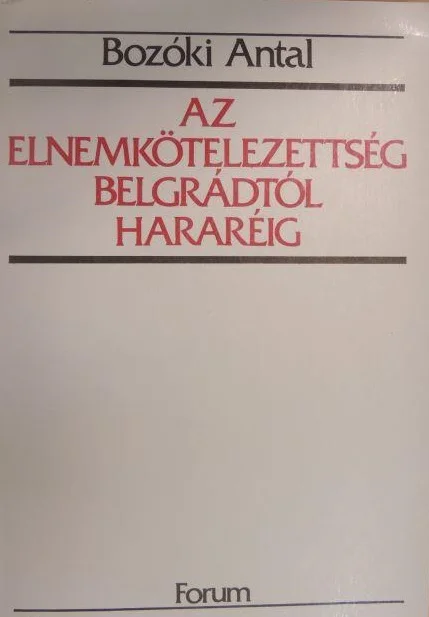 Bozóki Antal
AZ
ELNEMKÖTELEZETTSÉG
BELGRÁDTÓL
HARARÉIG
Forum